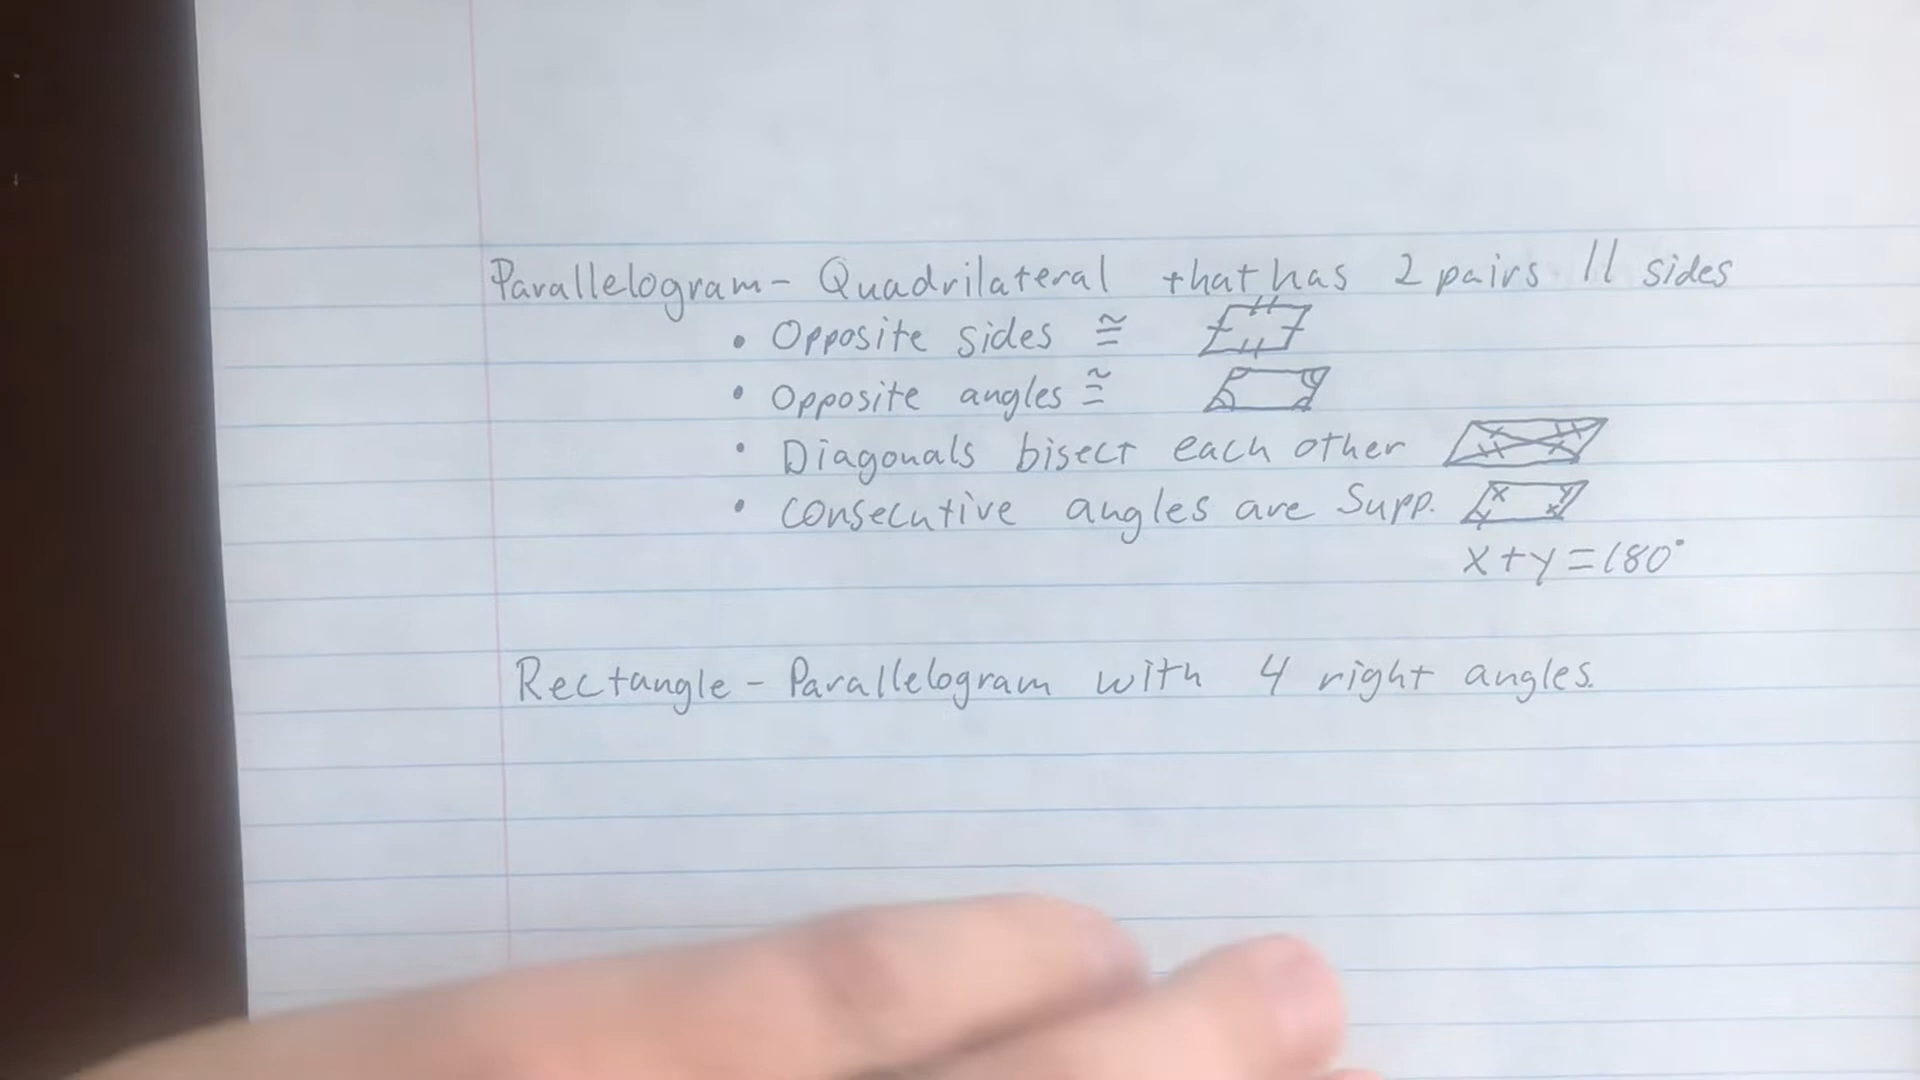 Parallelogram - Quadrilateral that has 2 pairs || sides
• Opposite sides ≅
• Opposite angles ≅
• Diagonals bisect each other
• consecutive angles are Supp. x y y x
x + y = 180°
Rectangle - Parallelogram with 4 right angles.